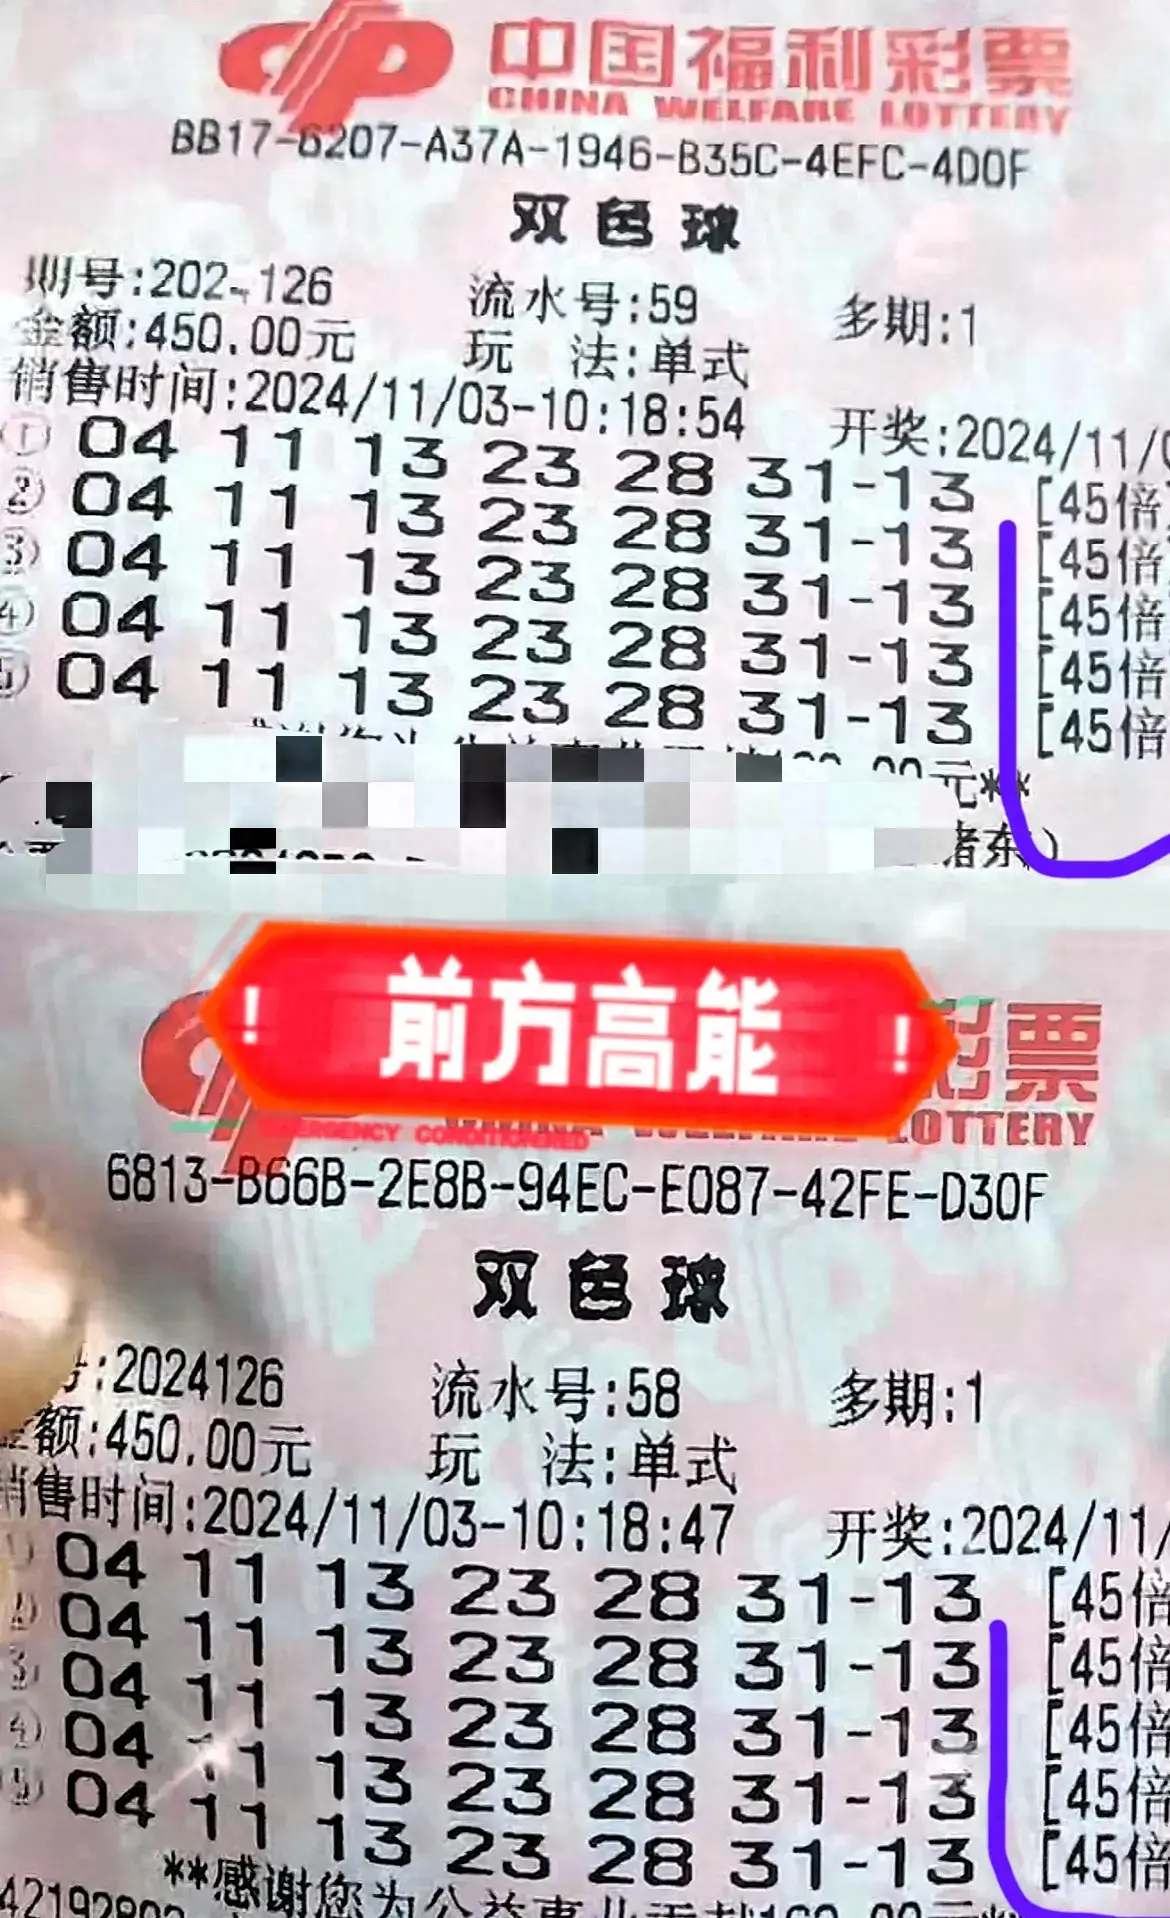 中国福利彩票
CHINA WELFARE LOTTERY
BB17-6207-A37A-1946-B35C-4EFC-4D0F
双色球
期号:202 126 流水号:59 多期:1
金额:450.00元 玩 法:单式
销售时间:2024/11/03-10:18:54 开奖:2024/11/0
① 04 11 13 23 28 31-13 [45倍]
② 04 11 13 23 28 31-13 [45倍
③ 04 11 13 23 28 31-13 [45倍
④ 04 11 13 23 28 31-13 [45倍
⑤ 04 11 13 23 28 31-13 [45倍
元**
东)
! 前方高能 !
彩票
LOTTERY
EMERGENCY CONDITIONED
6813-B66B-2E8B-94EC-E087-42FE-D30F
双色球
号:2024126 流水号:58 多期:1
金额:450.00元 玩 法:单式
销售时间:2024/11/03-10:18:47 开奖:2024/11/
① 04 11 13 23 28 31-13 [45倍
② 04 11 13 23 28 31-13 [45倍
③ 04 11 13 23 28 31-13 [45倍
④ 04 11 13 23 28 31-13 [45倍
⑤ 04 11 13 23 28 31-13 [45倍
**感谢您为公益事业贡献162.00元**